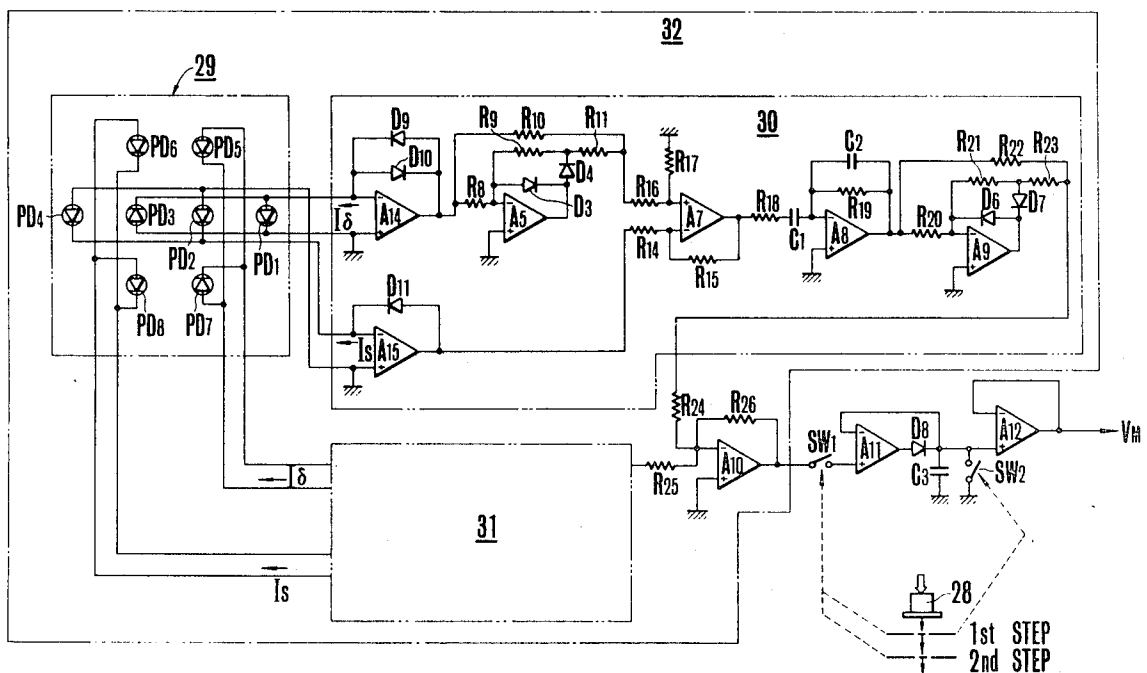 32
29
30
PD6
PD5
PD4
PD3
PD2
PD1
PD8
PD7
D9
D10
Iδ
A14
R8
R9
R10
R11
D4
D3
A5
R16
R17
R14
A7
R15
R18
C1
C2
R19
A8
R20
R21
R22
R23
D6
D7
A9
D11
Is
A15
R24
R26
R25
A10
SW1
A11
D8
C3
SW2
A12
VM
Iδ
Is
31
28
1st STEP
2nd STEP